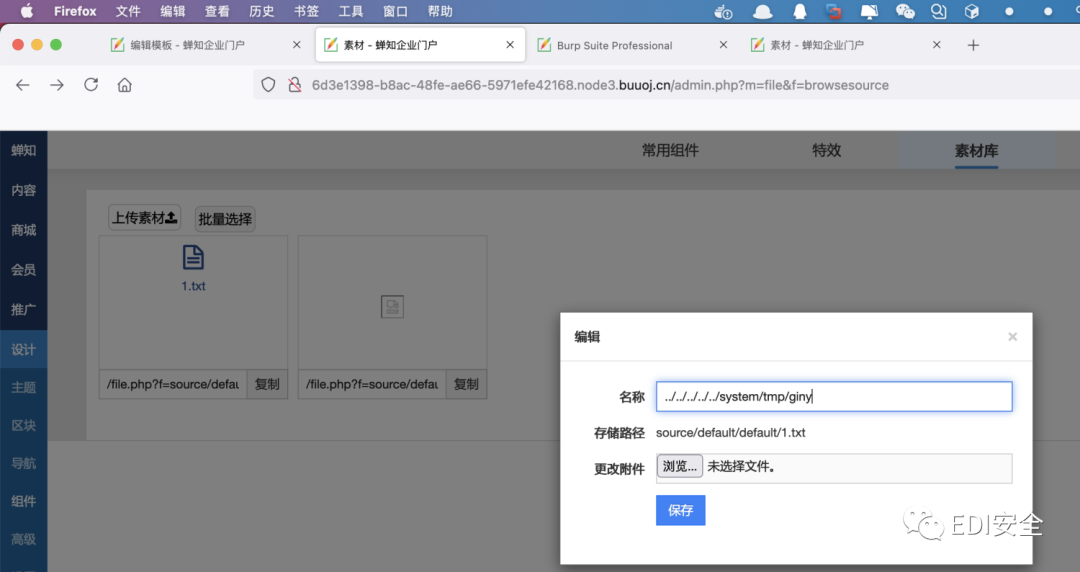 Firefox 文件 编辑 查看 历史 书签 工具 窗口 帮助
编辑模板 - 蝉知企业门户 × 素材 - 蝉知企业门户 × Burp Suite Professional × 素材 - 蝉知企业门户 × +
6d3e1398-b8ac-48fe-ae66-5971efe42168.node3.buuoj.cn/admin.php?m=file&f=browsesource
蝉知
内容
商城
会员
推广
设计
主题
区块
导航
组件
高级
常用组件 特效 素材库
上传素材 批量选择
1.txt
/file.php?f=source/defau 复制 /file.php?f=source/defau 复制
编辑 ×
名称 ../../../../../system/tmp/giny
存储路径 source/default/default/1.txt
更改附件 浏览... 未选择文件。
保存
EDI安全